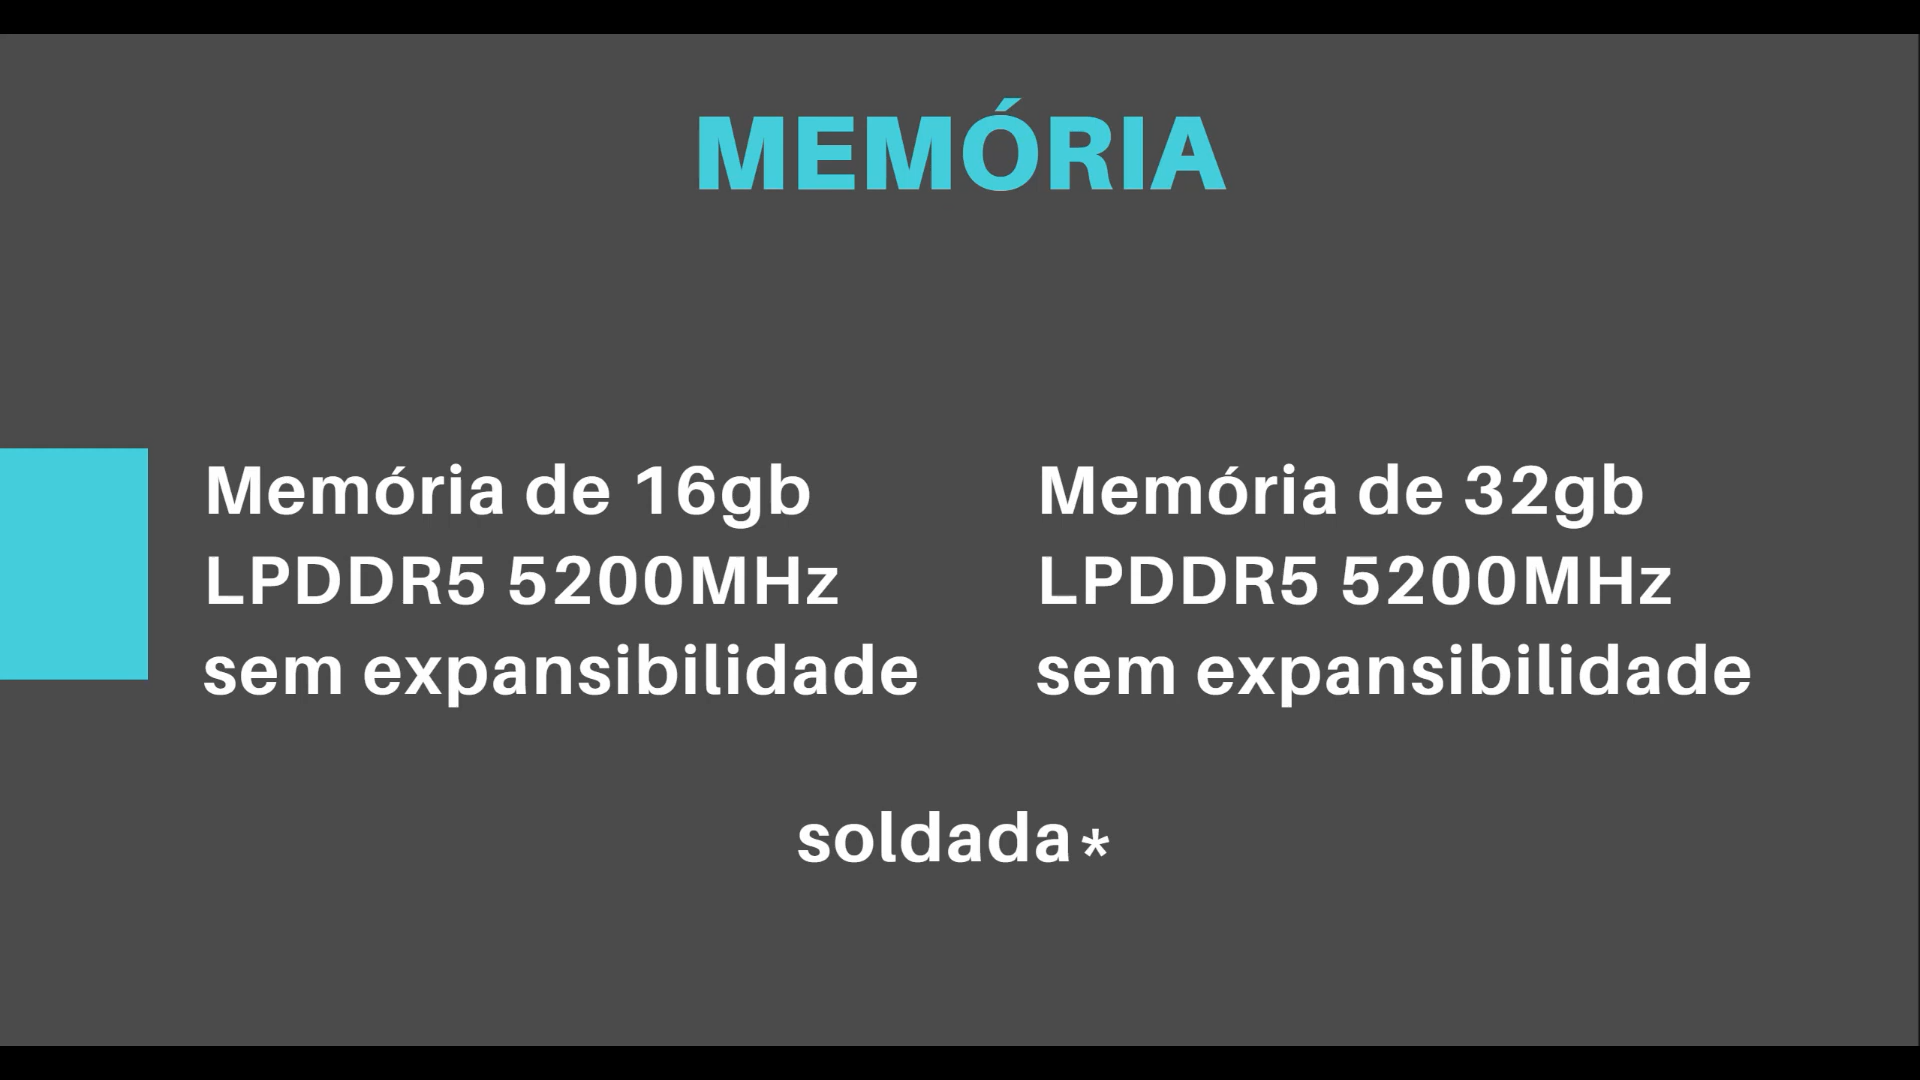 MEMÓRIA
Memória de 16gb
LPDDR5 5200MHz
sem expansibilidade
Memória de 32gb
LPDDR5 5200MHz
sem expansibilidade
soldada*